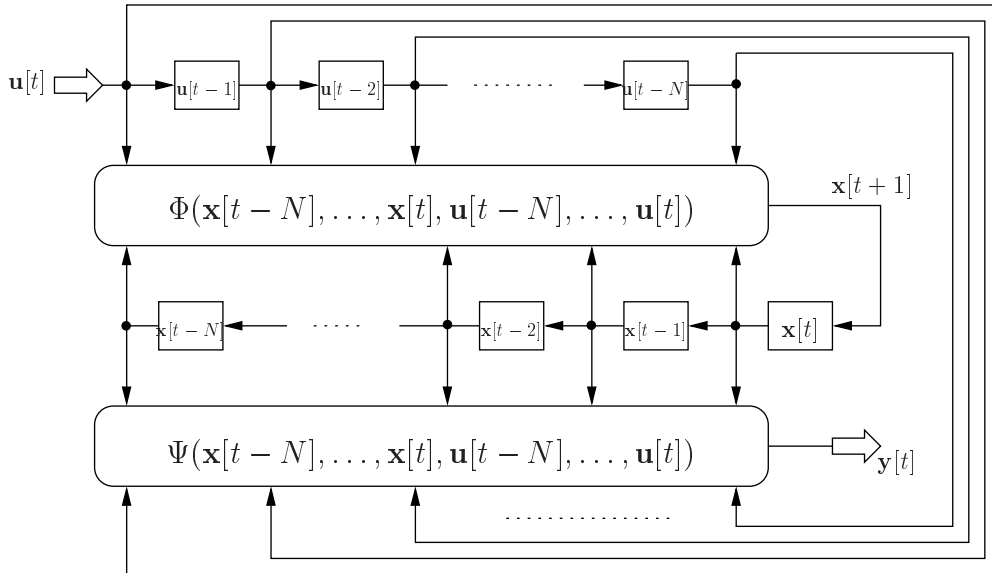 u[t]
u[t − 1]
u[t − 2]
u[t − N]
x[t + 1]
Φ(x[t − N], . . . , x[t], u[t − N], . . . , u[t])
x[t − N]
x[t − 2]
x[t − 1]
x[t]
Ψ(x[t − N], . . . , x[t], u[t − N], . . . , u[t])
y[t]